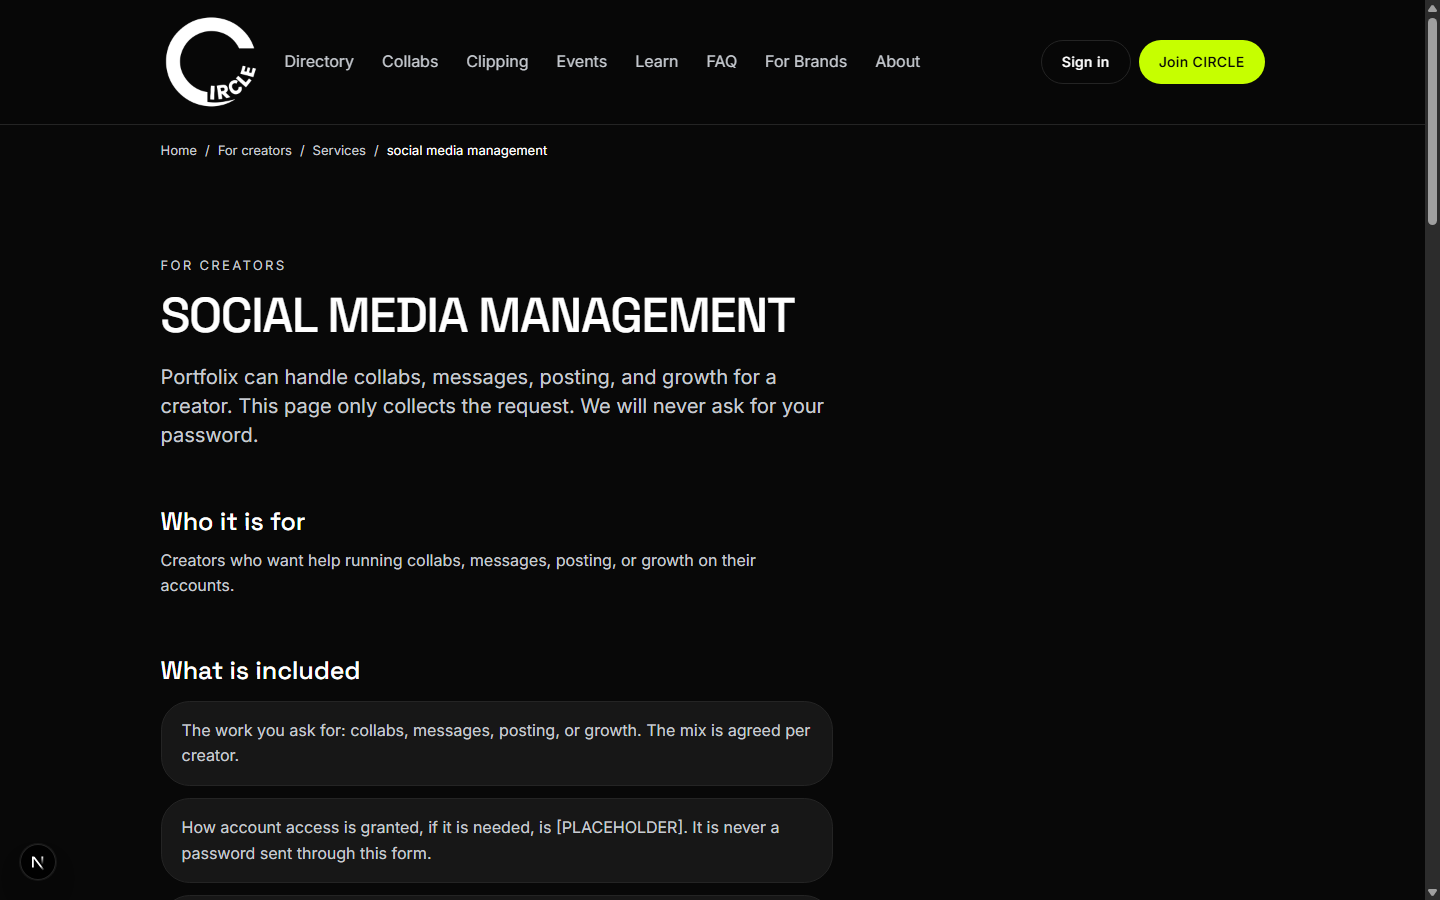 CIRCLE
Directory
Collabs
Clipping
Events
Learn
FAQ
For Brands
About
Sign in
Join CIRCLE
Home / For creators / Services / social media management
FOR CREATORS
SOCIAL MEDIA MANAGEMENT
Portfolix can handle collabs, messages, posting, and growth for a
creator. This page only collects the request. We will never ask for your
password.
Who it is for
Creators who want help running collabs, messages, posting, or growth on their
accounts.
What is included
The work you ask for: collabs, messages, posting, or growth. The mix is agreed per
creator.
How account access is granted, if it is needed, is [PLACEHOLDER]. It is never a
password sent through this form.
N